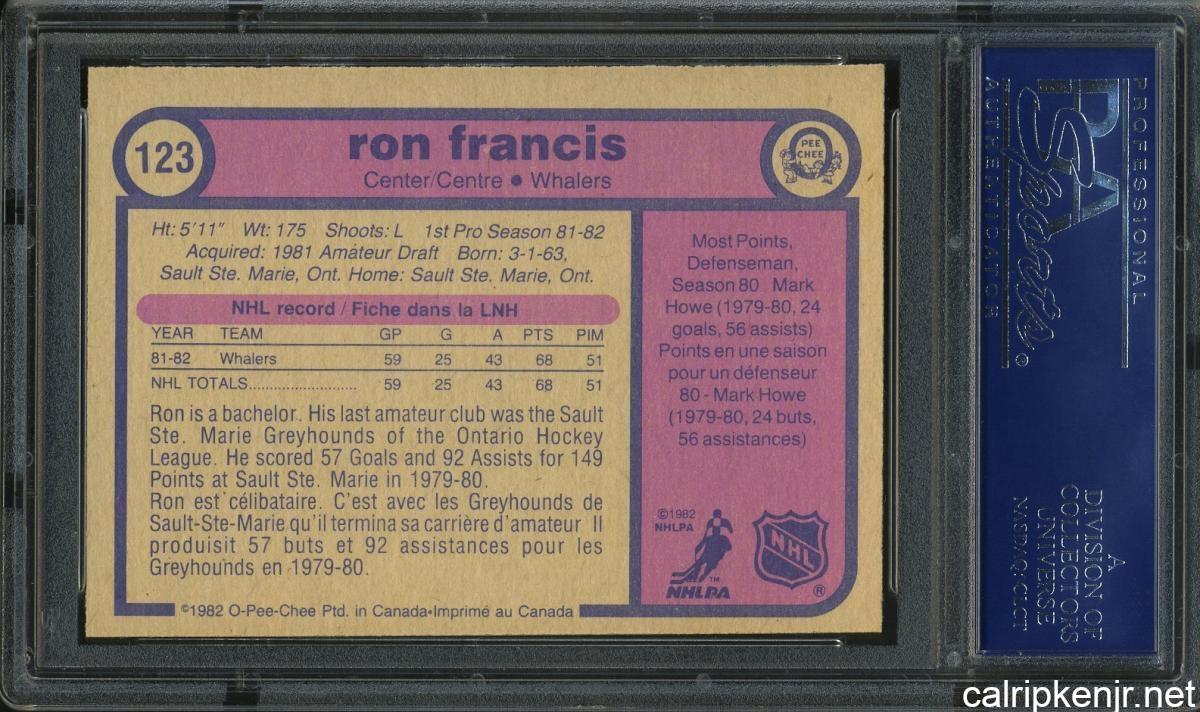 123
ron francis
Center/Centre ● Whalers
PEE
CHEE
Ht: 5'11" Wt: 175 Shoots: L 1st Pro Season 81-82
Acquired: 1981 Amateur Draft Born: 3-1-63,
Sault Ste. Marie, Ont. Home: Sault Ste. Marie, Ont.
NHL record / Fiche dans la LNH
YEAR TEAM GP G A PTS PIM
81-82 Whalers 59 25 43 68 51
NHL TOTALS............................ 59 25 43 68 51
Ron is a bachelor. His last amateur club was the Sault
Ste. Marie Greyhounds of the Ontario Hockey
League. He scored 57 Goals and 92 Assists for 149
Points at Sault Ste. Marie in 1979-80.
Ron est célibataire. C'est avec les Greyhounds de
Sault-Ste-Marie qu'il termina sa carrière d'amateur Il
produisit 57 buts et 92 assistances pour les
Greyhounds en 1979-80.
©1982 O-Pee-Chee Ptd. in Canada•Imprimé au Canada
Most Points,
Defenseman,
Season 80 Mark
Howe (1979-80, 24
goals, 56 assists)
Points en une saison
pour un défenseur
80 - Mark Howe
(1979-80, 24 buts,
56 assistances)
©1982
NHLPA
TM
NHLPA
NHL
®
PROFESSIONAL
PSA
Sports
®
AUTHENTICATOR
A
DIVISION OF
COLLECTORS
UNIVERSE
NASDAQ: CLCT
calripkenjr.net